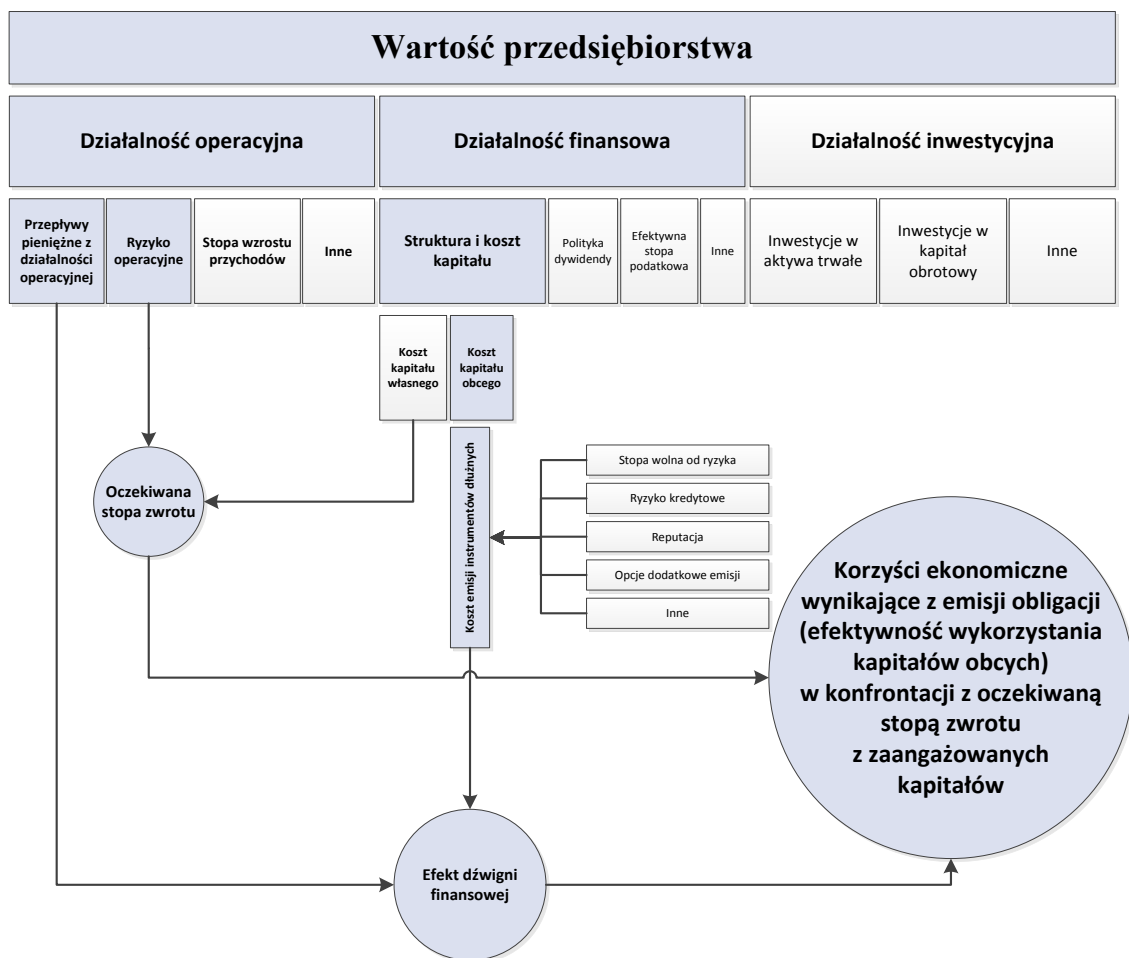 Wartość przedsiębiorstwa
Działalność operacyjna
Działalność finansowa
Działalność inwestycyjna
Przepływy
pieniężne z
działalności
operacyjnej
Ryzyko
operacyjne
Stopa wzrostu
przychodów
Inne
Struktura i koszt
kapitału
Polityka
dywidendy
Efektywna
stopa
podatkowa
Inne
Inwestycje w
aktywa trwałe
Inwestycje w
kapitał
obrotowy
Inne
Koszt
kapitału
własnego
Koszt
kapitału
obcego
Koszt emisji instrumentów dłużnych
Stopa wolna od ryzyka
Ryzyko kredytowe
Reputacja
Opcje dodatkowe emisji
Inne
Oczekiwana
stopa zwrotu
Korzyści ekonomiczne
wynikające z emisji obligacji
(efektywność wykorzystania
kapitałów obcych)
w konfrontacji z oczekiwaną
stopą zwrotu
z zaangażowanych
kapitałów
Efekt dźwigni
finansowej